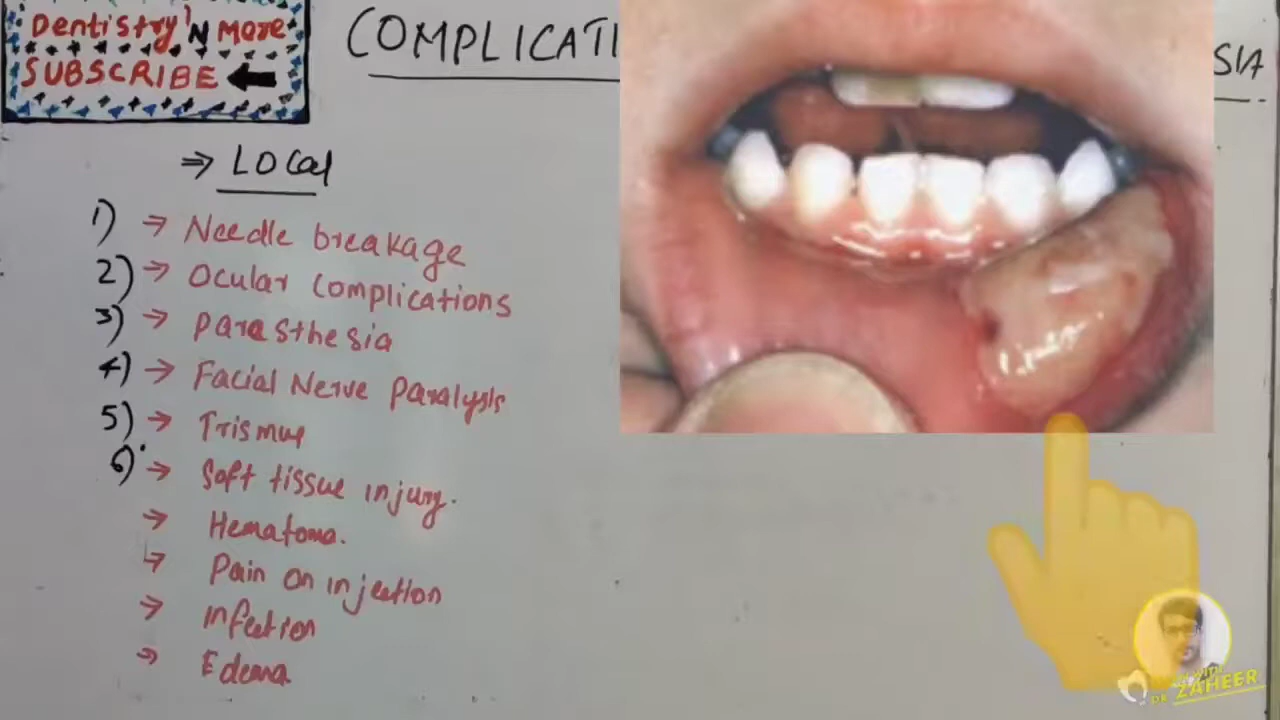 Dentistry'N More
SUBSCRIBE
COMPLICATI
SIA
⇒ Local
1) → Needle breakage
2) → Ocular complications
3) → Parasthesia
4) → Facial Nerve Paralysis
5) → Trismus
6) → Soft tissue injury.
→ Hematoma.
→ Pain on injection
→ Infection
→ Edema
DR ZAHEER